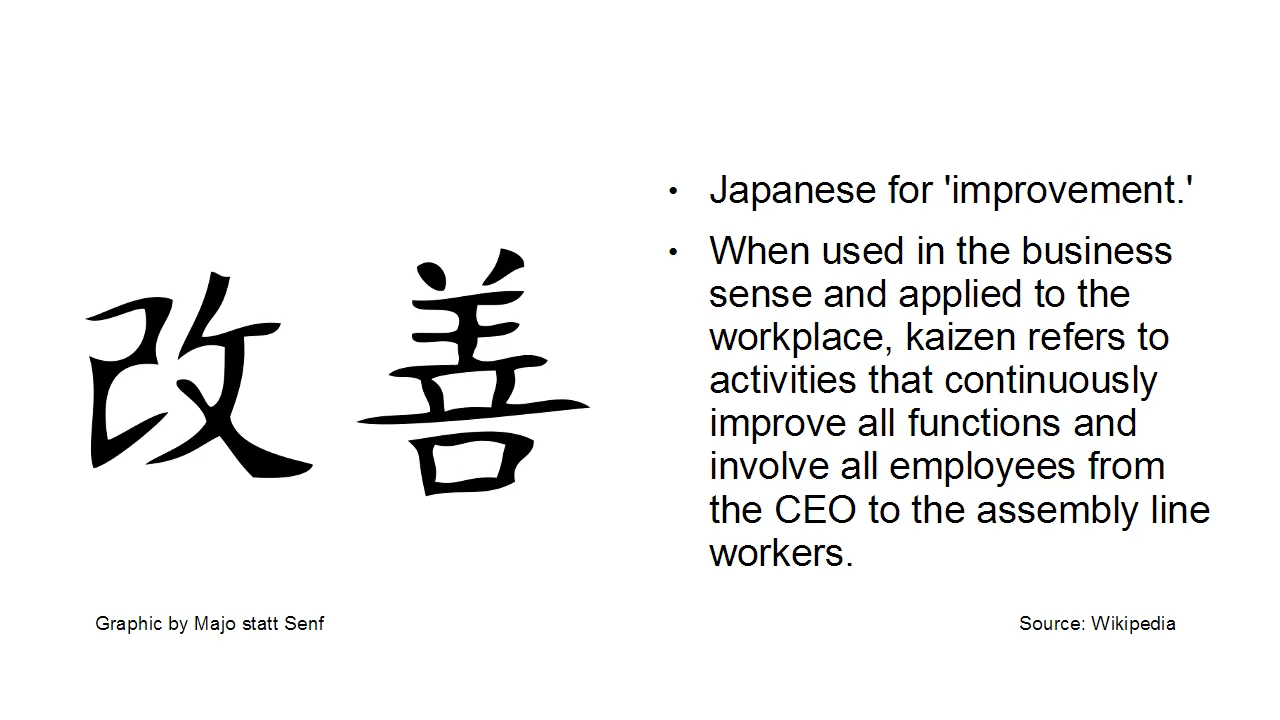 改善
• Japanese for 'improvement.'
• When used in the business
sense and applied to the
workplace, kaizen refers to
activities that continuously
improve all functions and
involve all employees from
the CEO to the assembly line
workers.
Graphic by Majo statt Senf
Source: Wikipedia